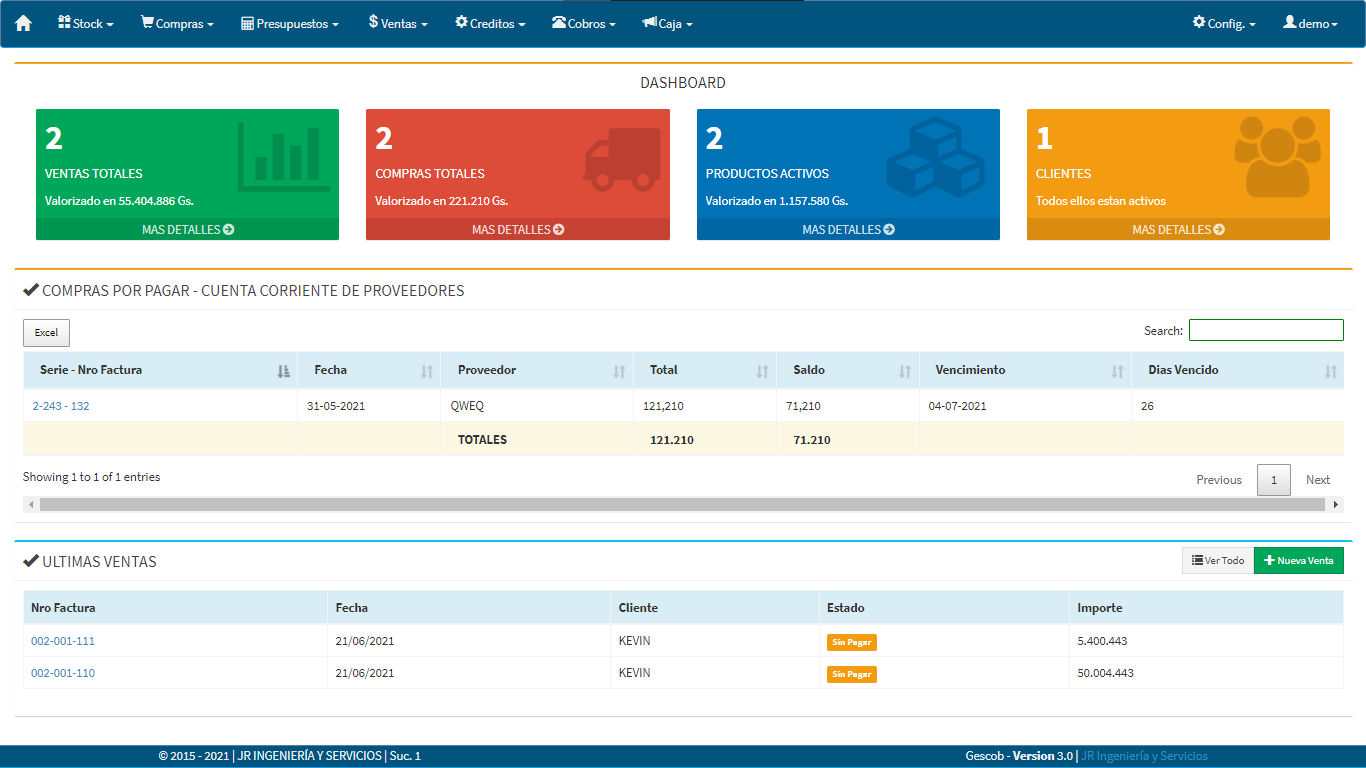 Stock Compras Presupuestos Ventas Creditos Cobros Caja Config. demo
DASHBOARD
2 2 2 1
VENTAS TOTALES COMPRAS TOTALES PRODUCTOS ACTIVOS CLIENTES
Valorizado en 55.404.886 Gs. Valorizado en 221.210 Gs. Valorizado en 1.157.580 Gs. Todos ellos estan activos
MAS DETALLES MAS DETALLES MAS DETALLES MAS DETALLES
COMPRAS POR PAGAR - CUENTA CORRIENTE DE PROVEEDORES
Excel Search:
Serie - Nro Factura Fecha Proveedor Total Saldo Vencimiento Dias Vencido
2-243 - 132 31-05-2021 QWEQ 121,210 71,210 04-07-2021 26
TOTALES 121.210 71.210
Showing 1 to 1 of 1 entries Previous 1 Next
ULTIMAS VENTAS Ver Todo Nueva Venta
Nro Factura Fecha Cliente Estado Importe
002-001-111 21/06/2021 KEVIN Sin Pagar 5.400.443
002-001-110 21/06/2021 KEVIN Sin Pagar 50.004.443
© 2015 - 2021 | JR INGENIERÍA Y SERVICIOS | Suc. 1 Gescob - Version 3.0 | JR Ingeniería y Servicios